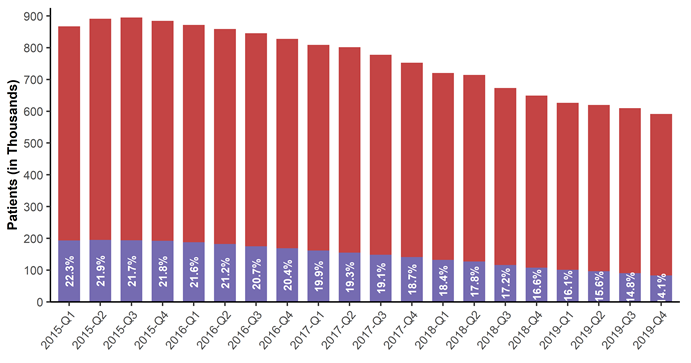 Patients (in Thousands)
900
800
700
600
500
400
300
200
100
0
22.3%
21.9%
21.7%
21.8%
21.6%
21.2%
20.7%
20.4%
19.9%
19.3%
19.1%
18.7%
18.4%
17.8%
17.2%
16.6%
16.1%
15.6%
14.8%
14.1%
2015-Q1
2015-Q2
2015-Q3
2015-Q4
2016-Q1
2016-Q2
2016-Q3
2016-Q4
2017-Q1
2017-Q2
2017-Q3
2017-Q4
2018-Q1
2018-Q2
2018-Q3
2018-Q4
2019-Q1
2019-Q2
2019-Q3
2019-Q4